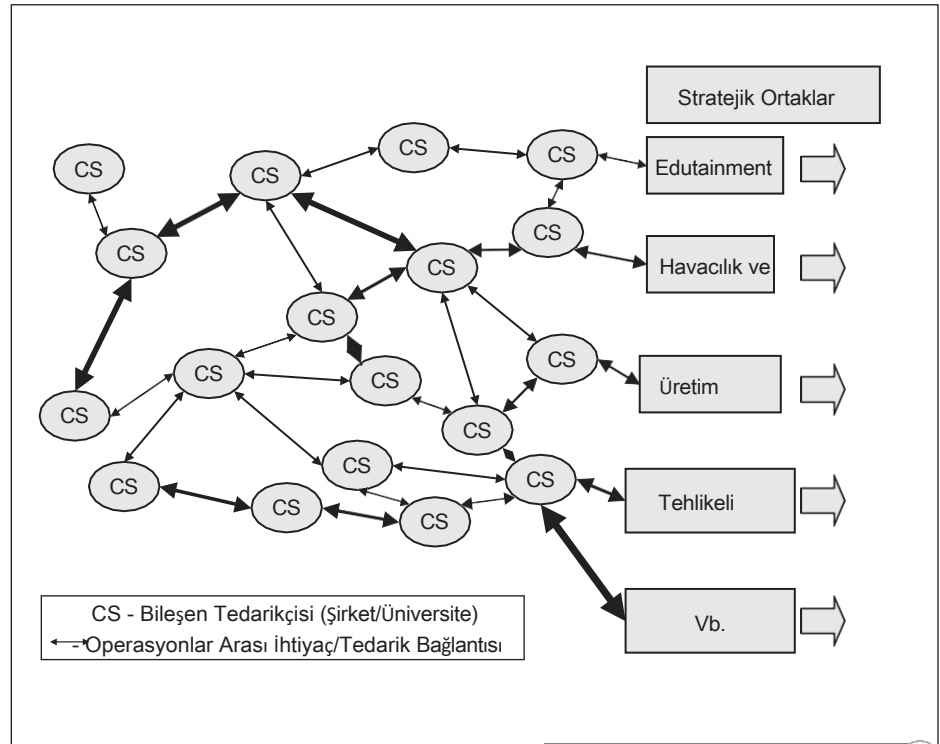 Stratejik Ortaklar
CS
CS
Edutainment
CS
CS
CS
CS
Havacılık ve
CS
CS
CS
CS
Üretim
CS
CS
CS
CS
CS
CS
Tehlikeli
CS
CS
CS
CS - Bileşen Tedarikçisi (Şirket/Üniversite)
- Operasyonlar Arası İhtiyaç/Tedarik Bağlantısı
Vb.